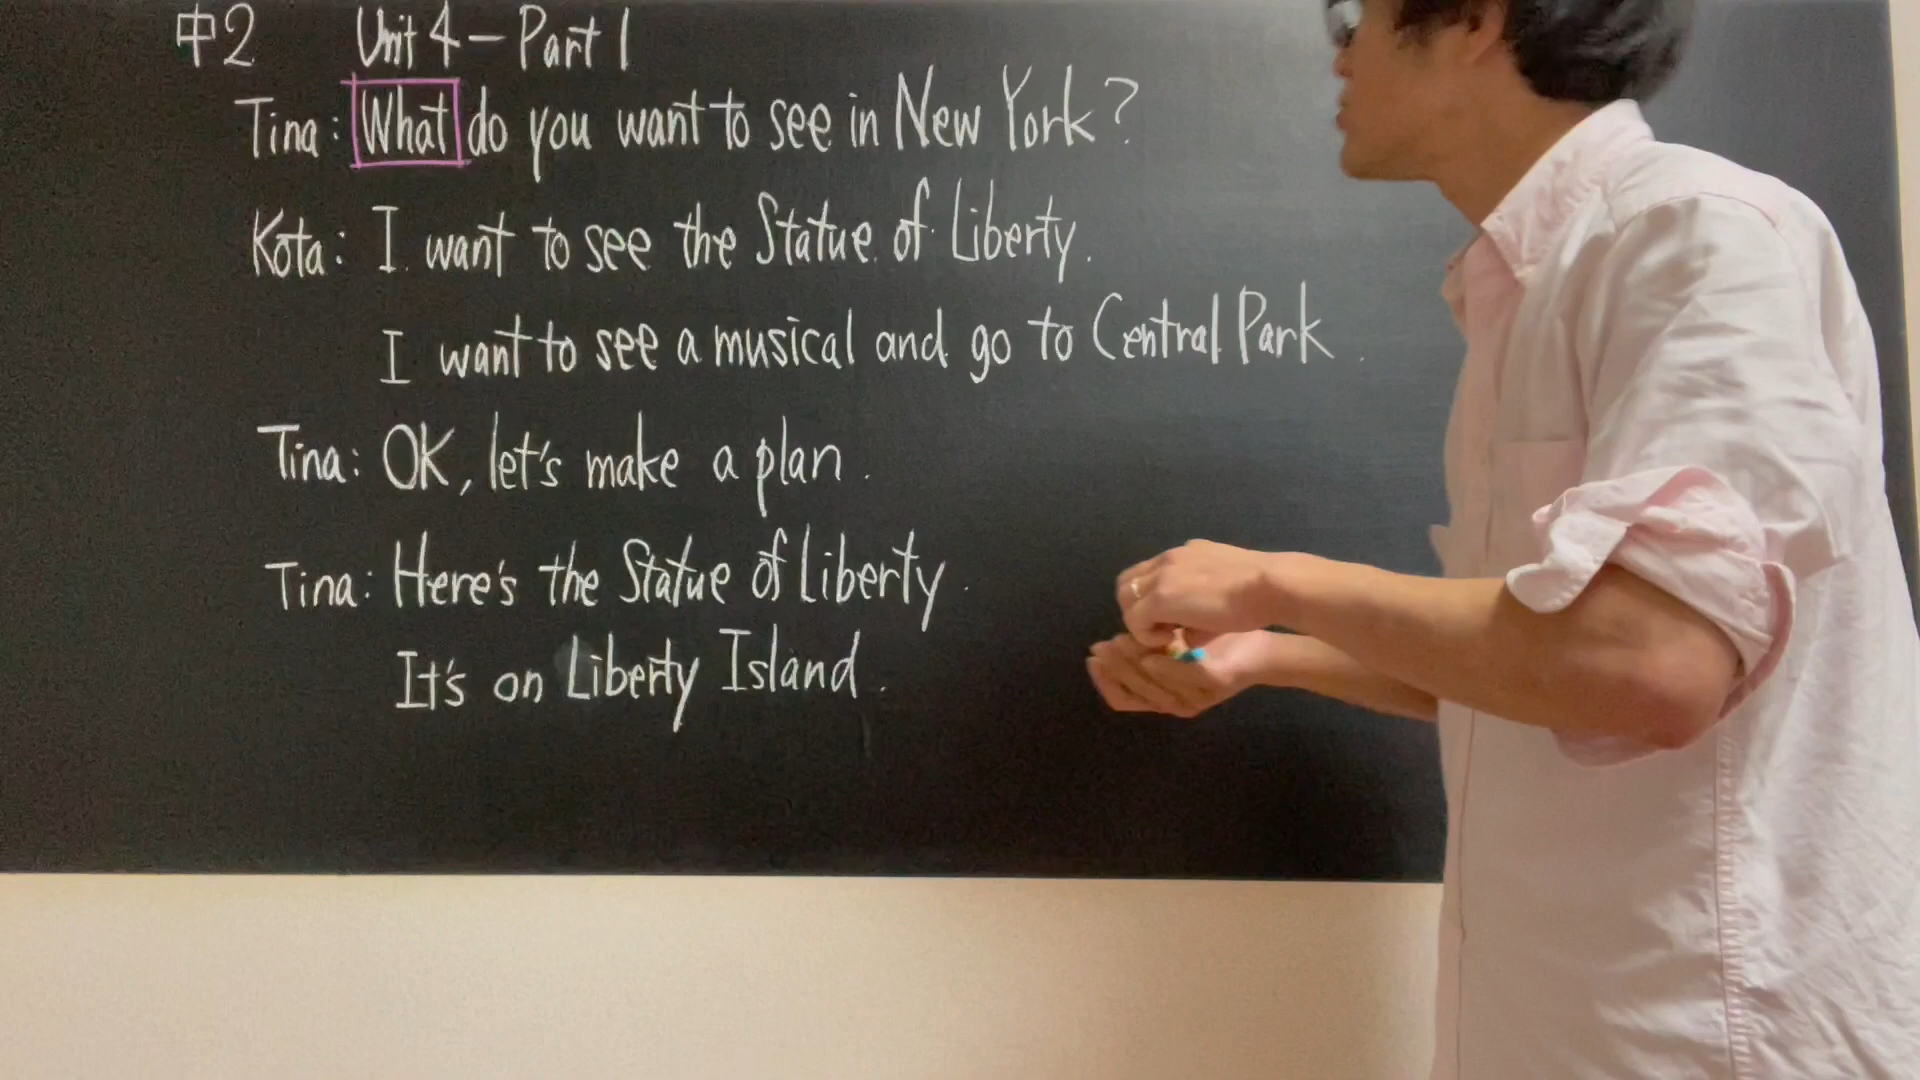 中2 Unit 4 - Part 1
Tina: What do you want to see in New York?
Kota: I want to see the Statue of Liberty.
I want to see a musical and go to Central Park.
Tina: OK, let's make a plan.
Tina: Here's the Statue of Liberty.
It's on Liberty Island.